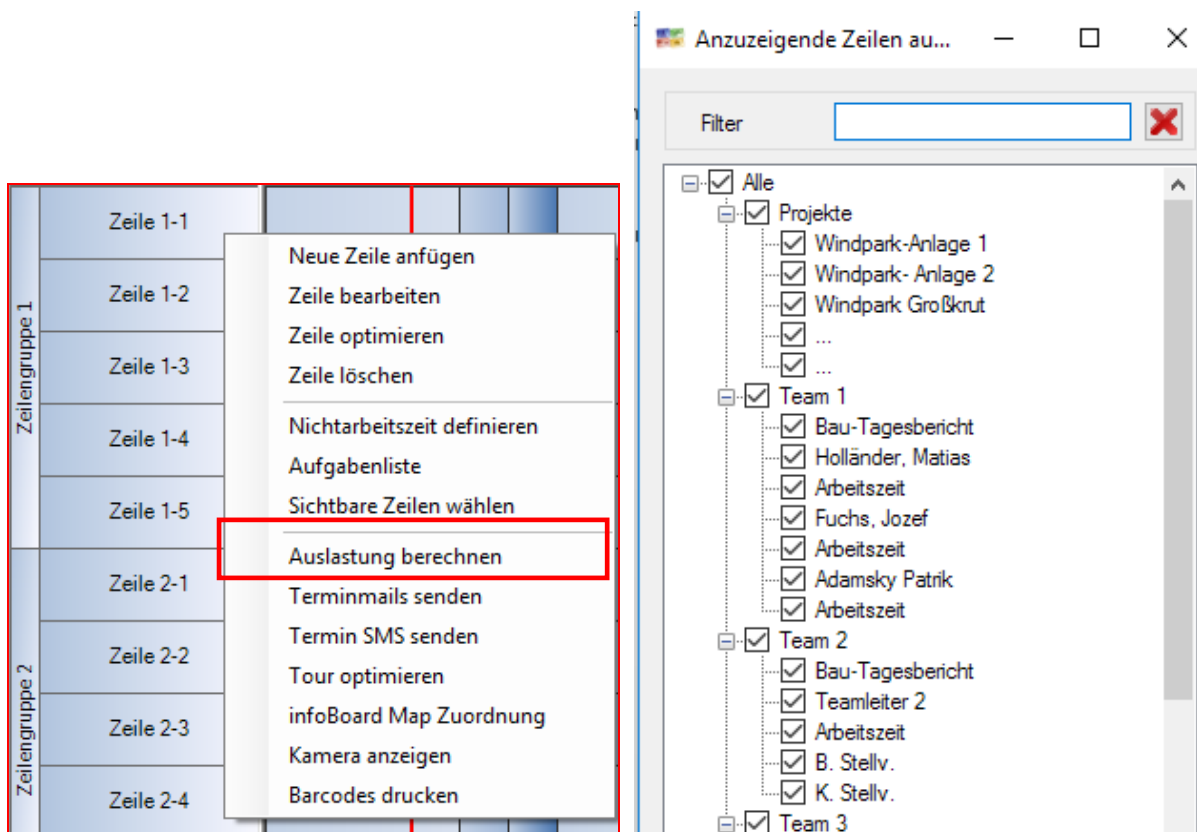 Zeilengruppe 1
Zeile 1-1
Zeile 1-2
Zeile 1-3
Zeile 1-4
Zeile 1-5
Zeilengruppe 2
Zeile 2-1
Zeile 2-2
Zeile 2-3
Zeile 2-4
Neue Zeile anfügen
Zeile bearbeiten
Zeile optimieren
Zeile löschen
Nichtarbeitszeit definieren
Aufgabenliste
Sichtbare Zeilen wählen
Auslastung berechnen
Terminmails senden
Termin SMS senden
Tour optimieren
infoBoard Map Zuordnung
Kamera anzeigen
Barcodes drucken
Anzuzeigende Zeilen au...
Filter
Alle
Projekte
Windpark-Anlage 1
Windpark- Anlage 2
Windpark Großkrut
...
...
Team 1
Bau-Tagesbericht
Holländer, Matias
Arbeitszeit
Fuchs, Jozef
Arbeitszeit
Adamsky Patrik
Arbeitszeit
Team 2
Bau-Tagesbericht
Teamleiter 2
Arbeitszeit
B. Stellv.
K. Stellv.
Team 3